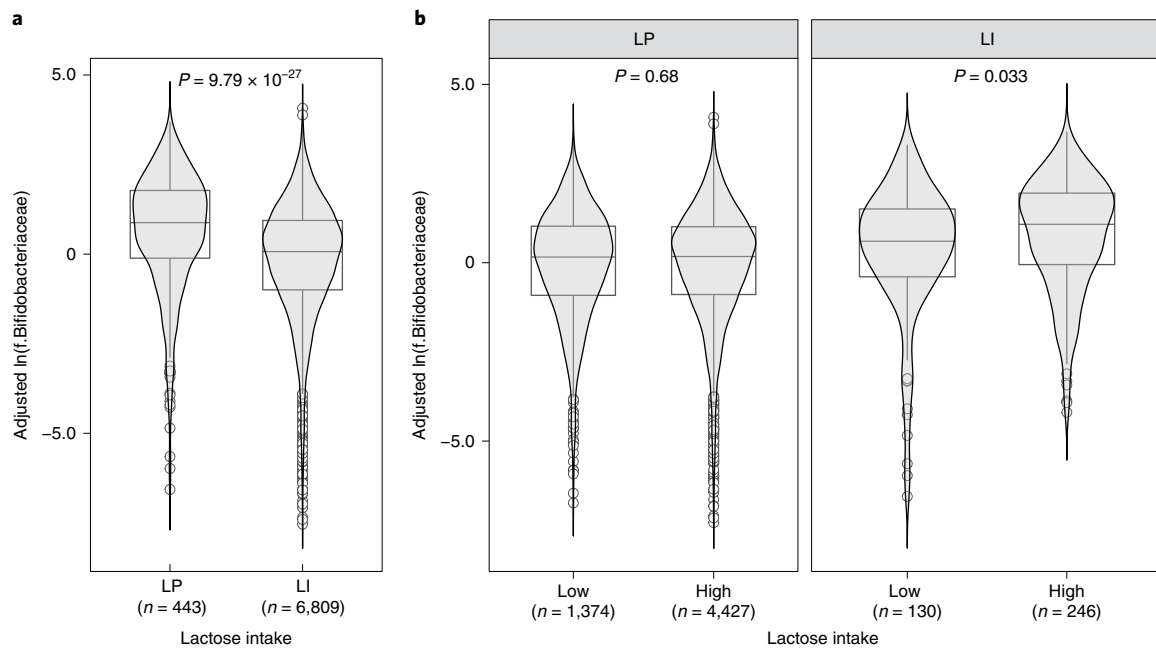 a
P = 9.79 × 10⁻²⁷
5.0
0
−5.0
Adjusted ln(f.Bifidobacteriaceae)
LP
(n = 443)
LI
(n = 6,809)
Lactose intake
b
LP
LI
P = 0.68
P = 0.033
5.0
0
−5.0
Adjusted ln(f.Bifidobacteriaceae)
Low
(n = 1,374)
High
(n = 4,427)
Low
(n = 130)
High
(n = 246)
Lactose intake